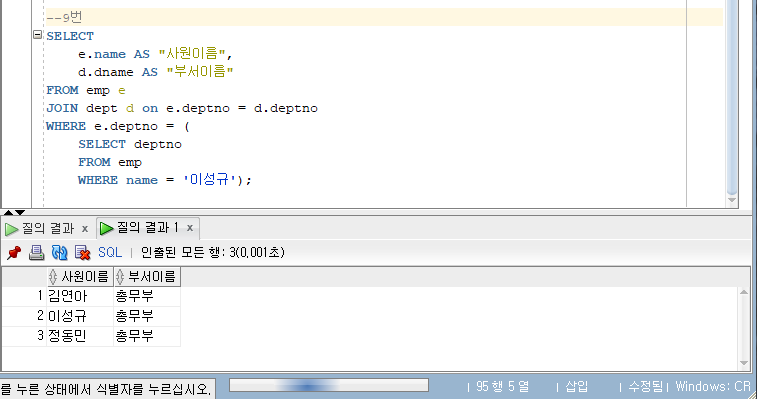 --9번
SELECT
e.name AS "사원이름",
d.dname AS "부서이름"
FROM emp e
JOIN dept d on e.deptno = d.deptno
WHERE e.deptno = (
SELECT deptno
FROM emp
WHERE name = '이성규');
질의 결과 x 질의 결과 1 x
SQL | 인출된 모든 행: 3(0.001초)
사원이름 부서이름
1 김연아 총무부
2 이성규 총무부
3 정동민 총무부
를 누른 상태에서 식별자를 누르십시오. | 95 행 5 열 | 삽입 | 수정됨 | Windows: CR